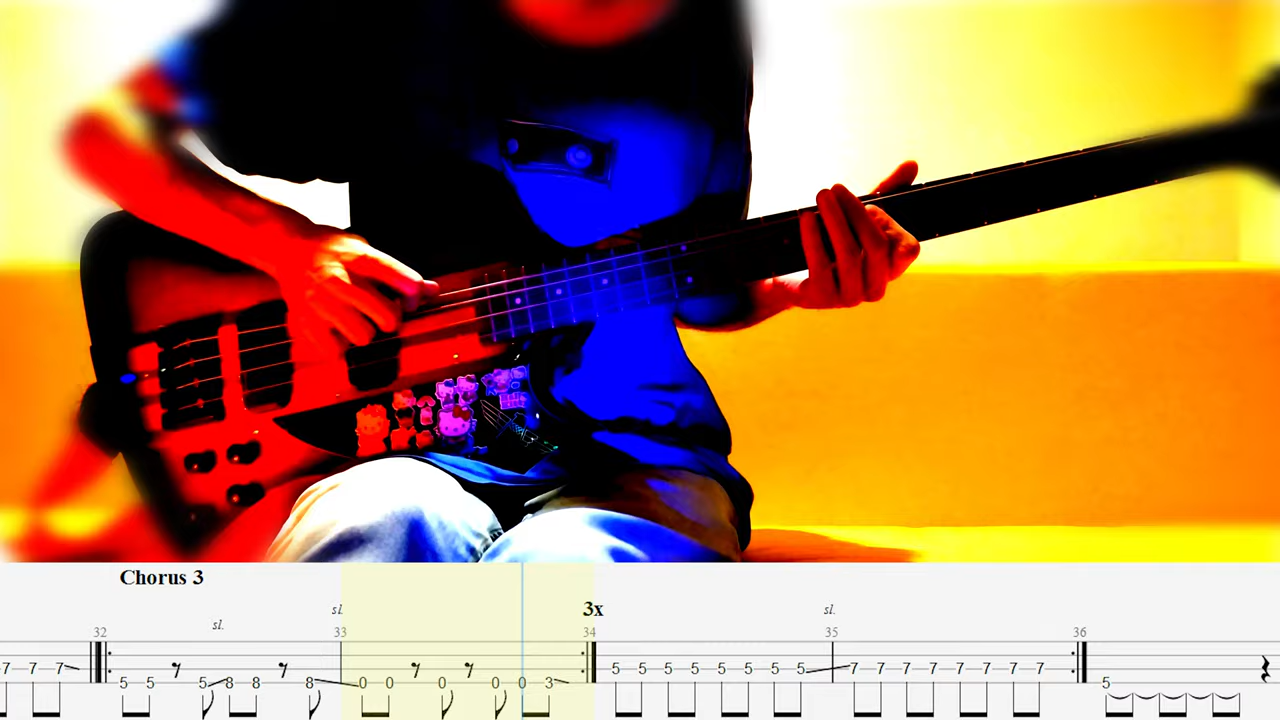 Chorus 3
3x
sl. sl. sl.
32 33 34 35 36
7 7 7 5 5 5 5 5 5 5 5 7 7 7 7 7 7 7 7
5 5 5 8 8 8 0 0 0 0 0 3 5